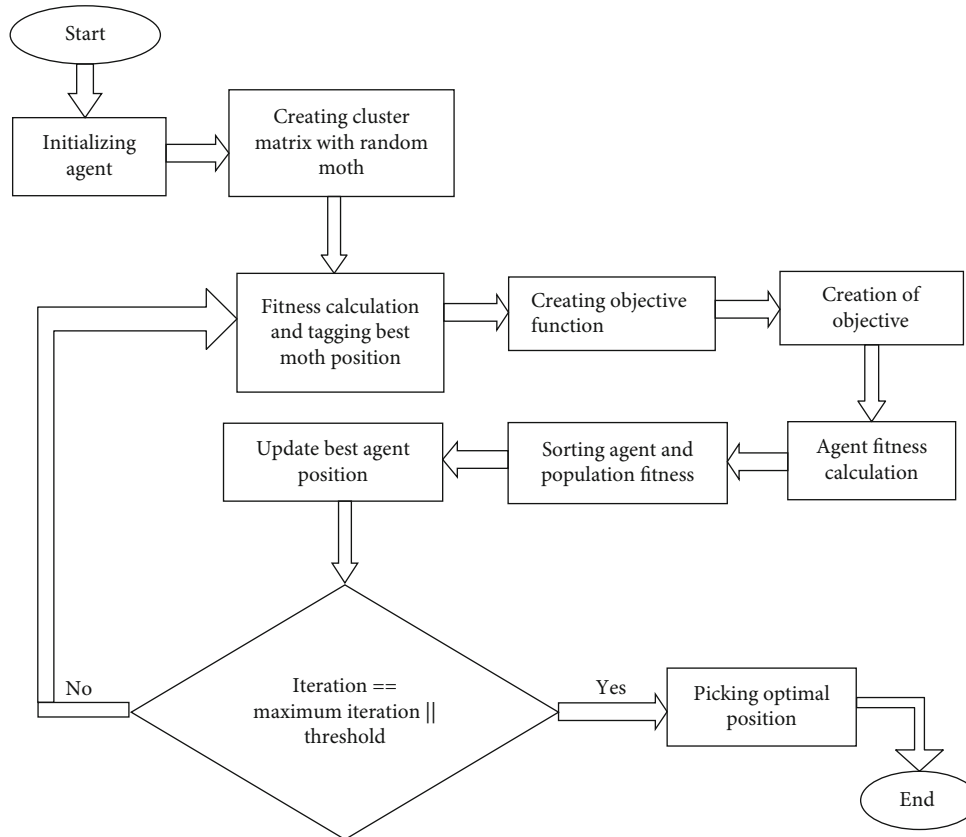 Start
Initializing
agent
Creating cluster
matrix with random
moth
Fitness calculation
and tagging best
moth position
Creating objective
function
Creation of
objective
Agent fitness
calculation
Sorting agent and
population fitness
Update best agent
position
Iteration ==
maximum iteration ||
threshold
No
Yes
Picking optimal
position
End